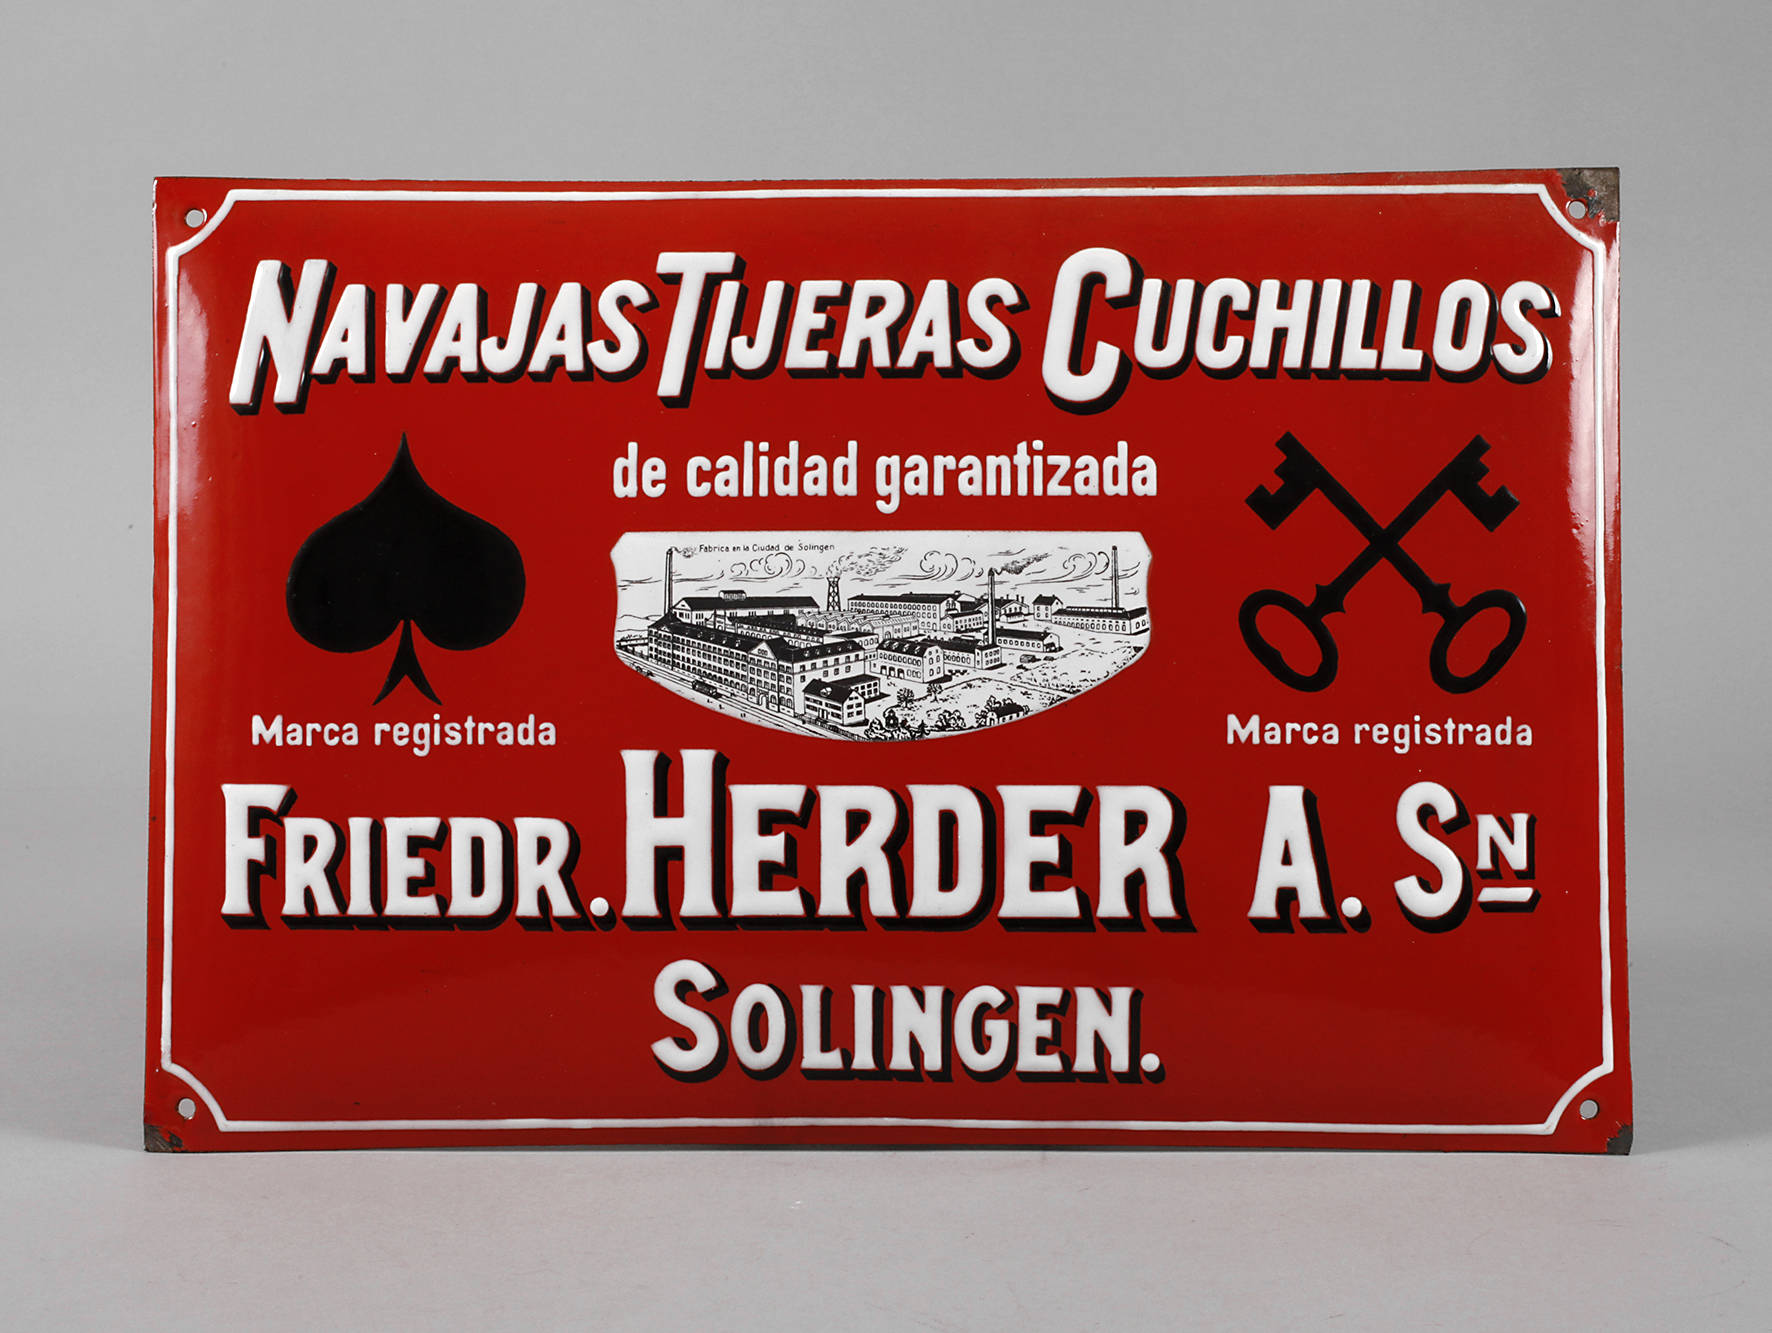 NAVAJAS TIJERAS CUCHILLOS
de calidad garantizada
Fabrica en la Ciudad de Solingen
Marca registrada
Marca registrada
FRIEDR. HERDER A. SN
SOLINGEN.